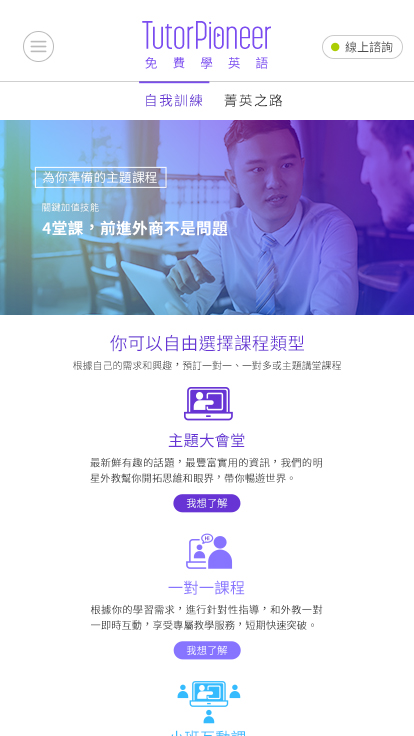 TutorPioneer
免費學英語
線上諮詢
自我訓練 菁英之路
為你準備的主題課程
關鍵加值技能
4堂課，前進外商不是問題
你可以自由選擇課程類型
根據自己的需求和興趣，預訂一對一、一對多或主題講堂課程
主題大會堂
最新鮮有趣的話題，最豐富實用的資訊，我們的明
星外教幫你開拓思維和眼界，帶你暢遊世界。
我想了解
Hi
一對一課程
根據你的學習需求，進行針對性指導，和外教一對
一即時互動，享受專屬教學服務，短期快速突破。
我想了解
小班互動課